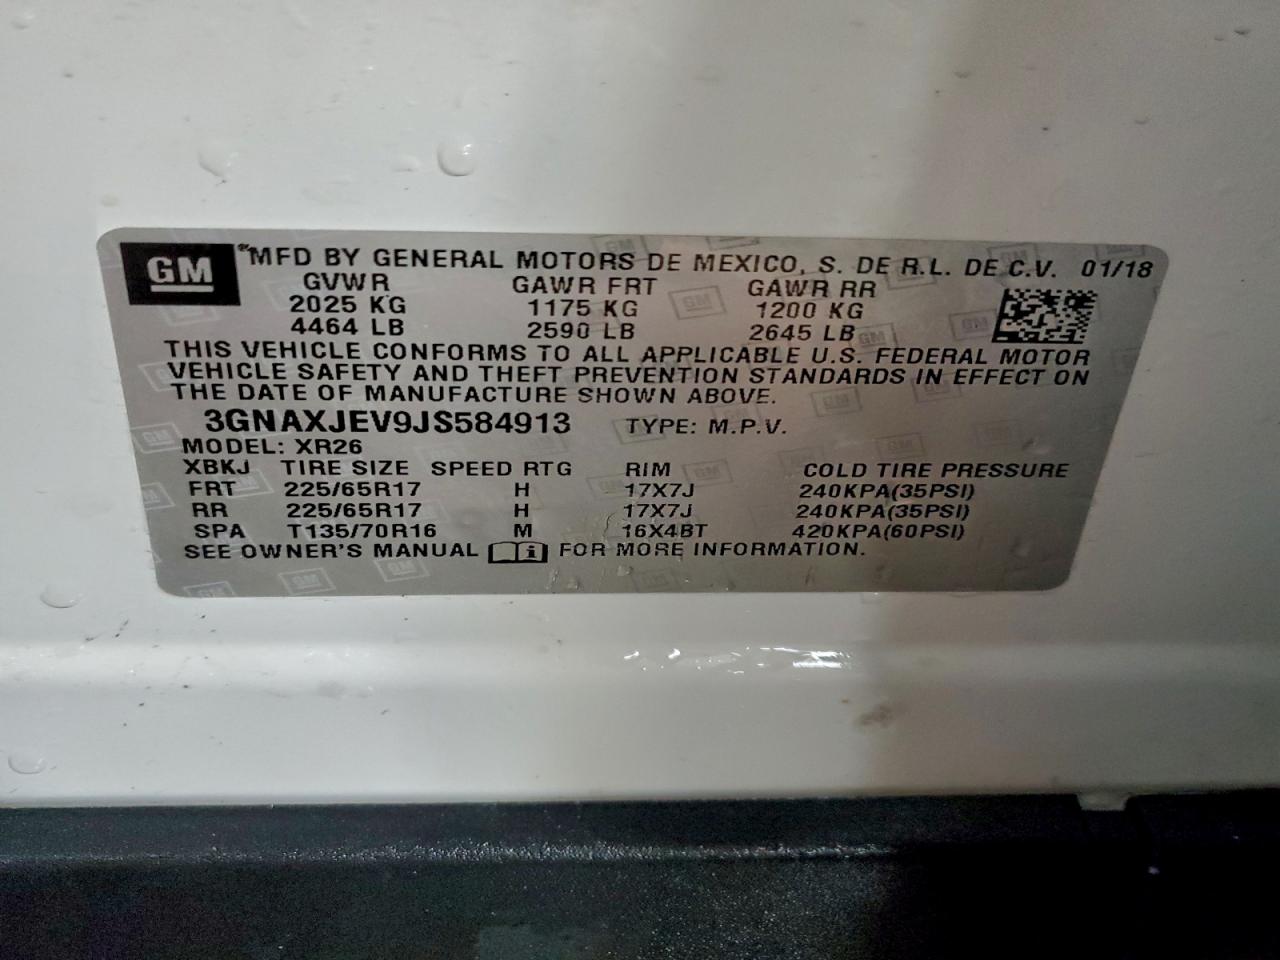 GM ® MFD BY GENERAL MOTORS DE MEXICO, S. DE R.L. DE C.V. 01/18
GVWR GAWR FRT GAWR RR
2025 KG 1175 KG 1200 KG
4464 LB 2590 LB 2645 LB
THIS VEHICLE CONFORMS TO ALL APPLICABLE U.S. FEDERAL MOTOR
VEHICLE SAFETY AND THEFT PREVENTION STANDARDS IN EFFECT ON
THE DATE OF MANUFACTURE SHOWN ABOVE.
3GNAXJEV9JS584913 TYPE: M.P.V.
MODEL: XR26
XBKJ TIRE SIZE SPEED RTG RIM COLD TIRE PRESSURE
FRT 225/65R17 H 17X7J 240KPA(35PSI)
RR 225/65R17 H 17X7J 240KPA(35PSI)
SPA T135/70R16 M 16X4BT 420KPA(60PSI)
SEE OWNER'S MANUAL i FOR MORE INFORMATION.